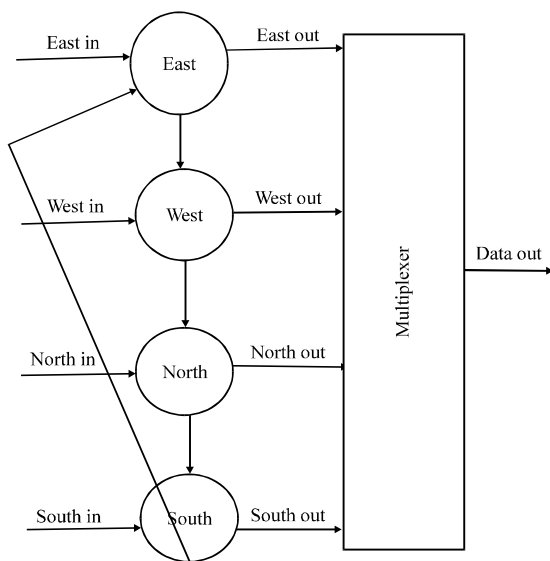 East in
East
East out
West in
West
West out
Data out
Multiplexer
North in
North
North out
South in
South
South out